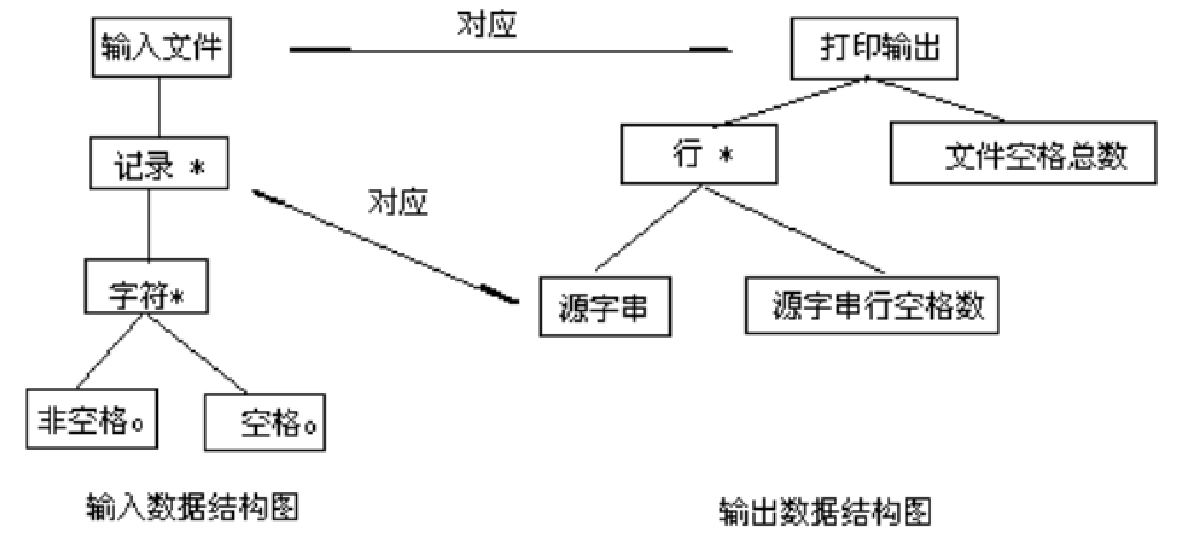 对应
输入文件
打印输出
记录 *
行 *
文件空格总数
对应
字符*
源字串
源字串行空格数
非空格。
空格。
输入数据结构图
输出数据结构图